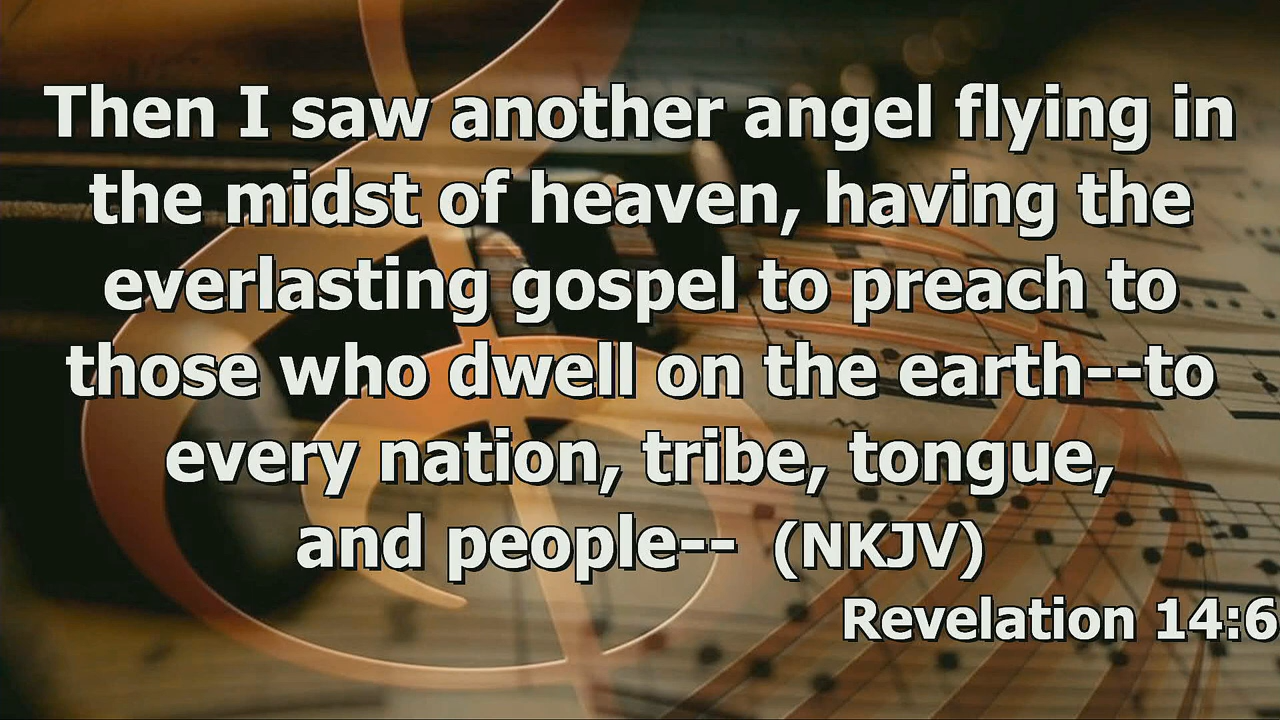 Then I saw another angel flying in
the midst of heaven, having the
everlasting gospel to preach to
those who dwell on the earth--to
every nation, tribe, tongue,
and people-- (NKJV)
Revelation 14:6